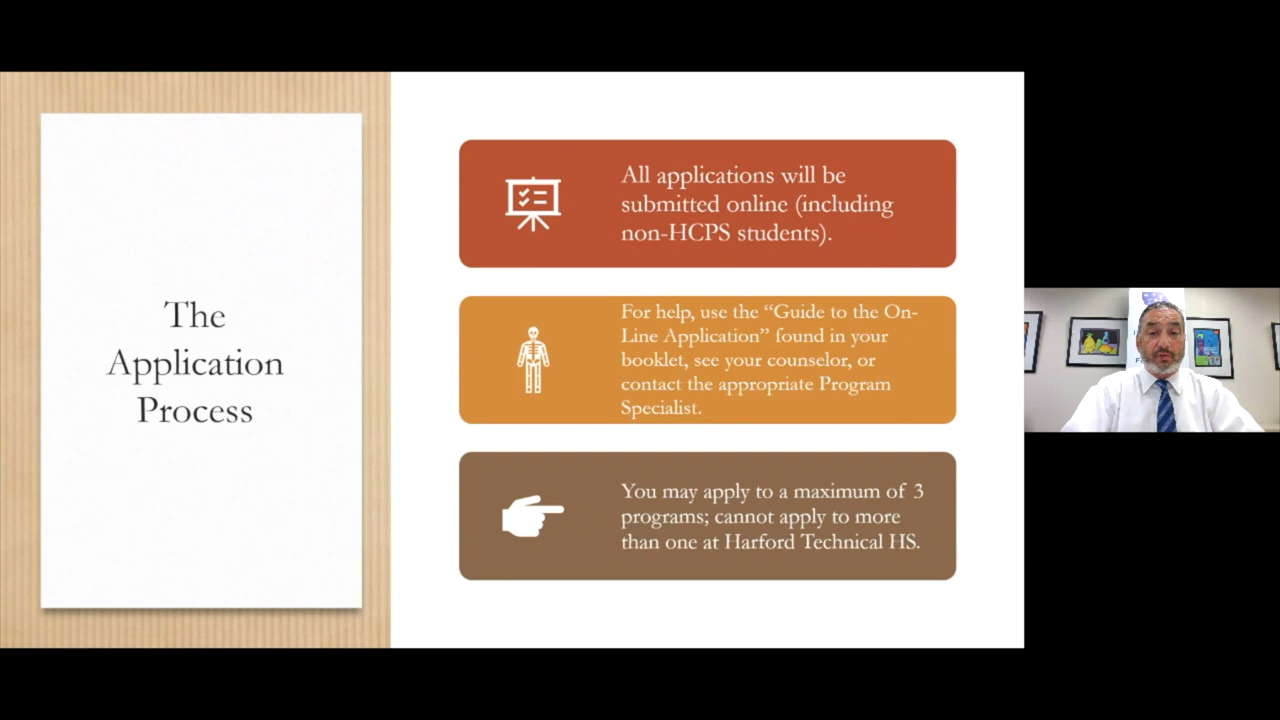 The
Application
Process
All applications will be
submitted online (including
non-HCPS students).
For help, use the “Guide to the On-
Line Application” found in your
booklet, see your counselor, or
contact the appropriate Program
Specialist.
You may apply to a maximum of 3
programs; cannot apply to more
than one at Harford Technical HS.